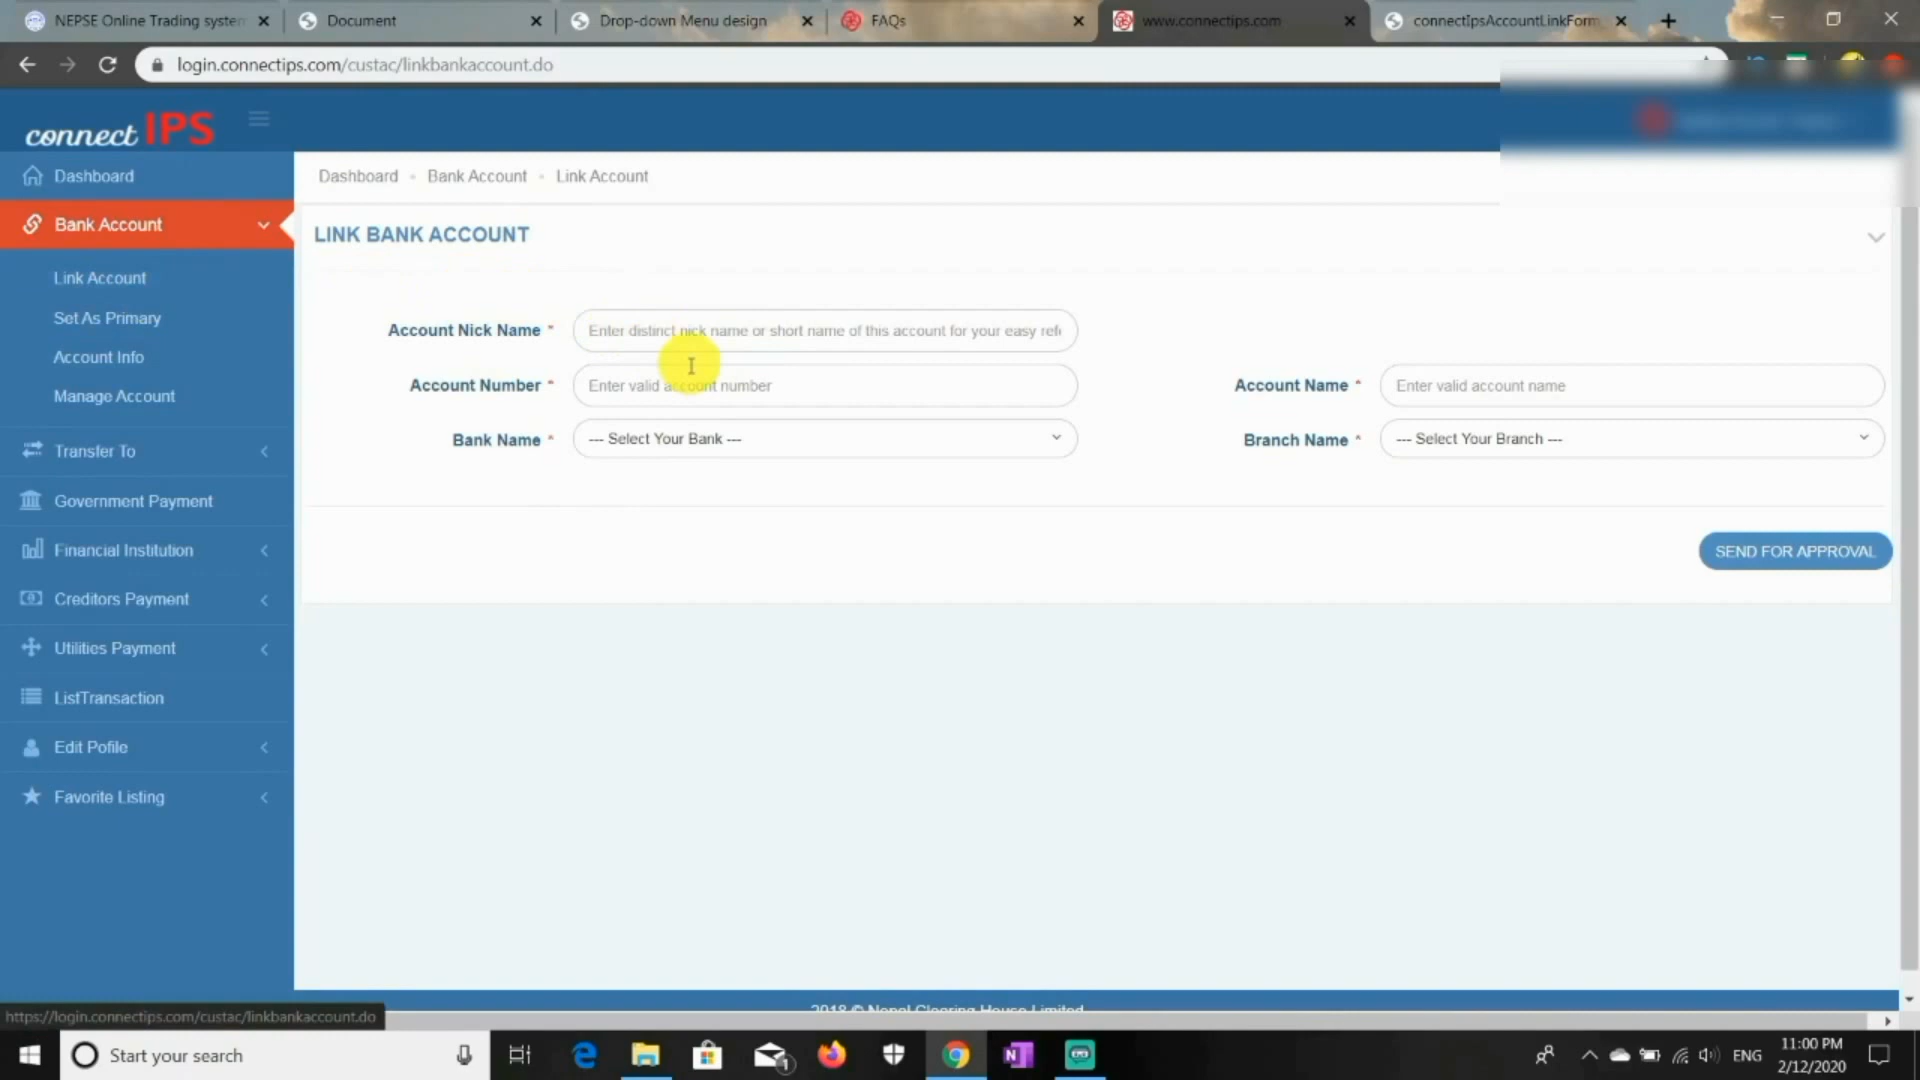 NEPSE Online Trading system
Document
Drop-down Menu design
FAQs
www.connectips.com
connectIpsAccountLinkForm
login.connectips.com/custac/linkbankaccount.do
connect IPS
Dashboard
Bank Account
Link Account
Set As Primary
Account Info
Manage Account
Transfer To
Government Payment
Financial Institution
Creditors Payment
Utilities Payment
ListTransaction
Edit Pofile
Favorite Listing
Dashboard • Bank Account • Link Account
LINK BANK ACCOUNT
Account Nick Name * Enter distinct nick name or short name of this account for your easy refe
Account Number * Enter valid account number
Account Name * Enter valid account name
Bank Name * --- Select Your Bank ---
Branch Name * --- Select Your Branch ---
SEND FOR APPROVAL
2018 © Nepal Clearing House Limited
https://login.connectips.com/custac/linkbankaccount.do
Start your search
1
ENG
11:00 PM
2/12/2020